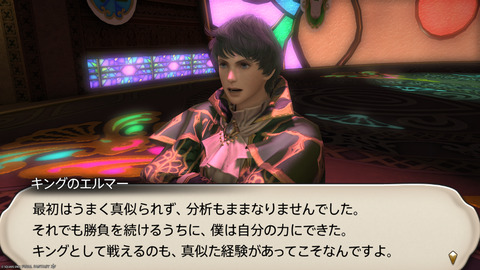 キングのエルマー
最初はうまく真似られず、分析もままなりませんでした。
それでも勝負を続けるうちに、僕は自分の力にできた。
キングとして戦えるのも、真似た経験があってこそなんですよ。